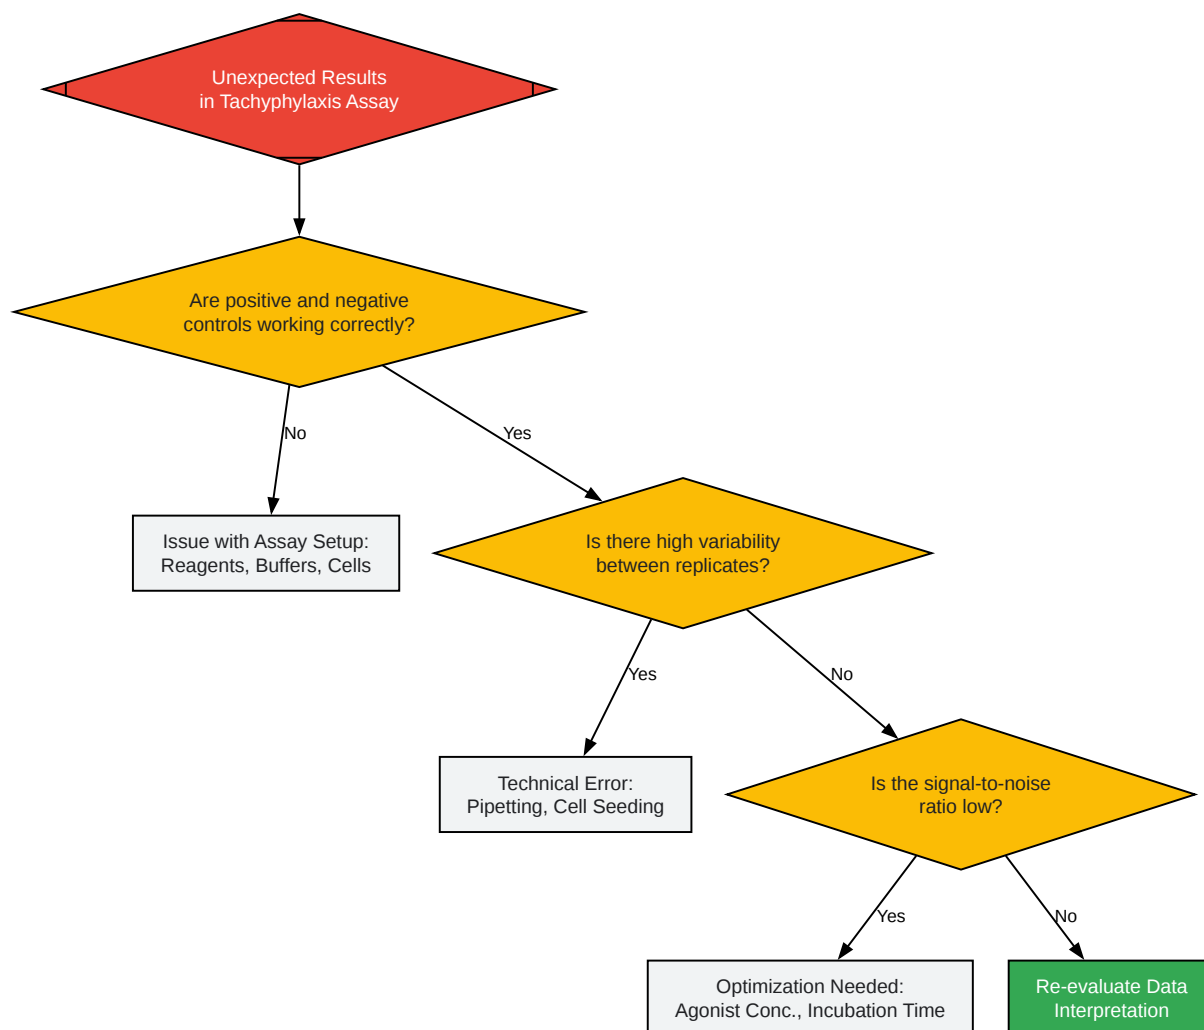 Unexpected Results
in Tachyphylaxis Assay
Are positive and negative
controls working correctly?
No
Yes
Issue with Assay Setup:
Reagents, Buffers, Cells
Is there high variability
between replicates?
Yes
No
Technical Error:
Pipetting, Cell Seeding
Is the signal-to-noise
ratio low?
Yes
No
Optimization Needed:
Agonist Conc., Incubation Time
Re-evaluate Data
Interpretation